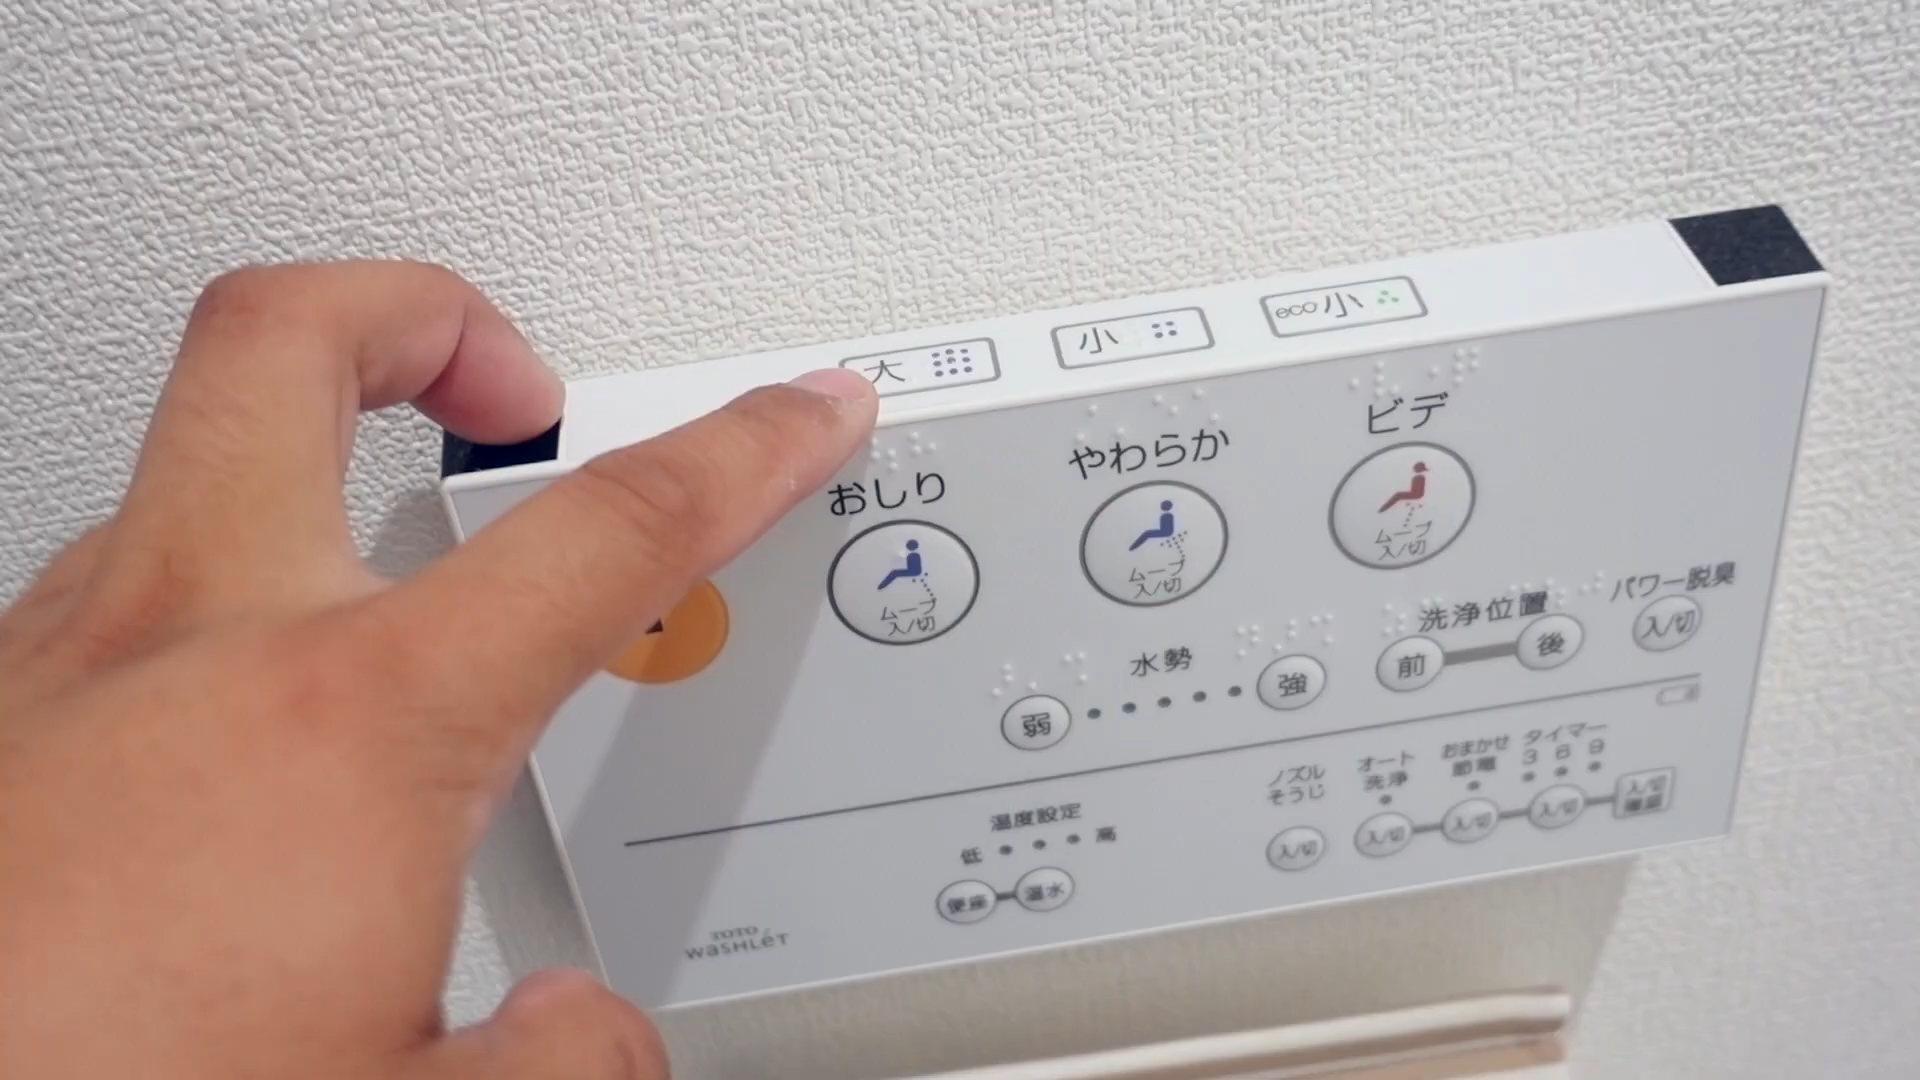 大
小
eco小
おしり
やわらか
ビデ
ムーブ
入/切
ムーブ
入/切
ムーブ
入/切
水勢
弱
強
洗浄位置
前
後
パワー脱臭
入/切
温度設定
低
高
便座
温水
ノズル
そうじ
入/切
オート
洗浄
入/切
おまかせ
節電
入/切
タイマー
3 6 9
入/切
入/切
確認
TOTO
WASHLET